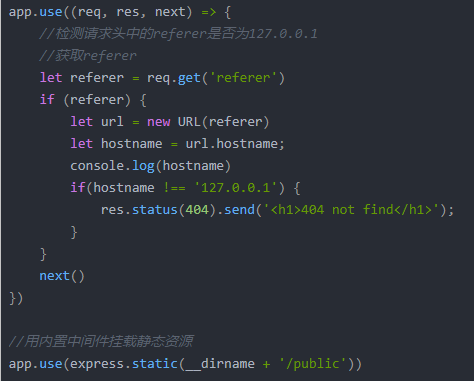 app.use((req, res, next) => {
    //检测请求头中的referer是否为127.0.0.1
    //获取referer
    let referer = req.get('referer')
    if (referer) {
        let url = new URL(referer)
        let hostname = url.hostname;
        console.log(hostname)
        if(hostname !== '127.0.0.1') {
            res.status(404).send('<h1>404 not find</h1>');
        }
    }
    next()
})

//用内置中间件挂载静态资源
app.use(express.static(__dirname + '/public'))